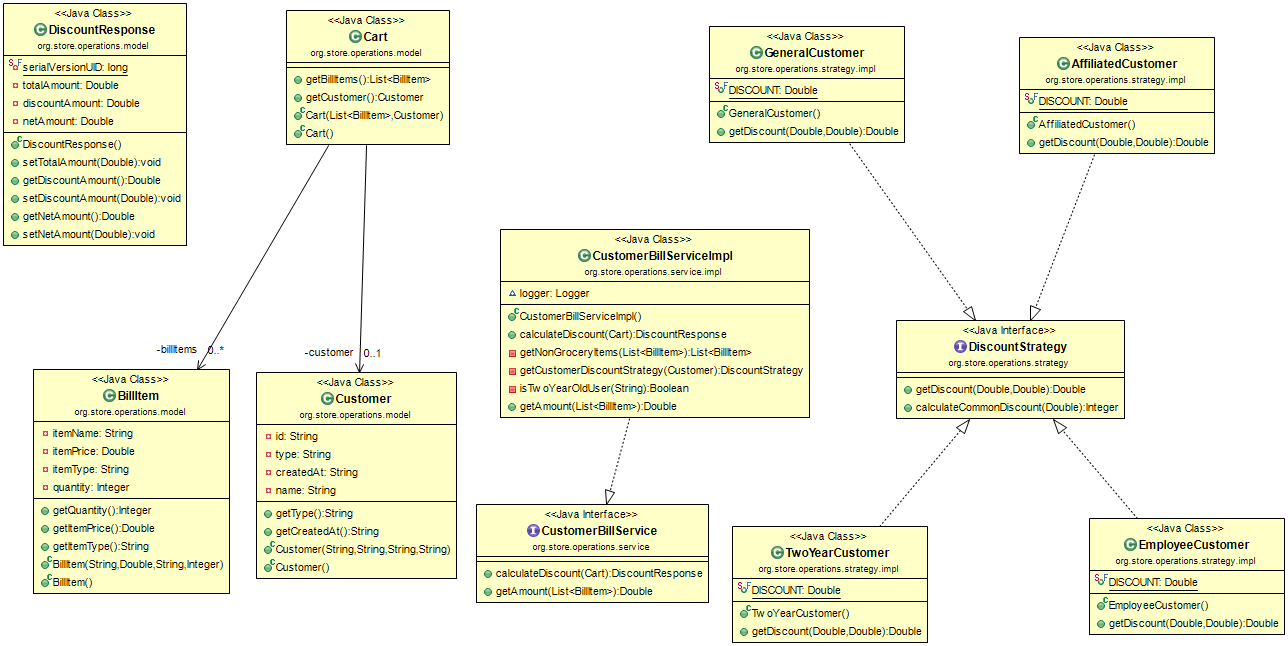 <<Java Class>>
DiscountResponse
org.store.operations.model
serialVersionUID: long
totalAmount: Double
discountAmount: Double
netAmount: Double
DiscountResponse()
setTotalAmount(Double):void
getDiscountAmount():Double
setDiscountAmount(Double):void
getNetAmount():Double
setNetAmount(Double):void
<<Java Class>>
Cart
org.store.operations.model
getBillItems():List<BillItem>
getCustomer():Customer
Cart(List<BillItem>,Customer)
Cart()
<<Java Class>>
GeneralCustomer
org.store.operations.strategy.impl
DISCOUNT: Double
GeneralCustomer()
getDiscount(Double,Double):Double
<<Java Class>>
AffiliatedCustomer
org.store.operations.strategy.impl
DISCOUNT: Double
AffiliatedCustomer()
getDiscount(Double,Double):Double
<<Java Class>>
CustomerBillServiceImpl
org.store.operations.service.impl
logger: Logger
CustomerBillServiceImpl()
calculateDiscount(Cart):DiscountResponse
getNonGroceryItems(List<BillItem>):List<BillItem>
getCustomerDiscountStrategy(Customer):DiscountStrategy
isTwoYearOldUser(String):Boolean
getAmount(List<BillItem>):Double
<<Java Interface>>
DiscountStrategy
org.store.operations.strategy
getDiscount(Double,Double):Double
calculateCommonDiscount(Double):Integer
-billItems 0..*
-customer 0..1
<<Java Class>>
BillItem
org.store.operations.model
itemName: String
itemPrice: Double
itemType: String
quantity: Integer
getQuantity():Integer
getItemPrice():Double
getItemType():String
BillItem(String,Double,String,Integer)
BillItem()
<<Java Class>>
Customer
org.store.operations.model
id: String
type: String
createdAt: String
name: String
getType():String
getCreatedAt():String
Customer(String,String,String,String)
Customer()
<<Java Interface>>
CustomerBillService
org.store.operations.service
calculateDiscount(Cart):DiscountResponse
getAmount(List<BillItem>):Double
<<Java Class>>
TwoYearCustomer
org.store.operations.strategy.impl
DISCOUNT: Double
TwoYearCustomer()
getDiscount(Double,Double):Double
<<Java Class>>
EmployeeCustomer
org.store.operations.strategy.impl
DISCOUNT: Double
EmployeeCustomer()
getDiscount(Double,Double):Double